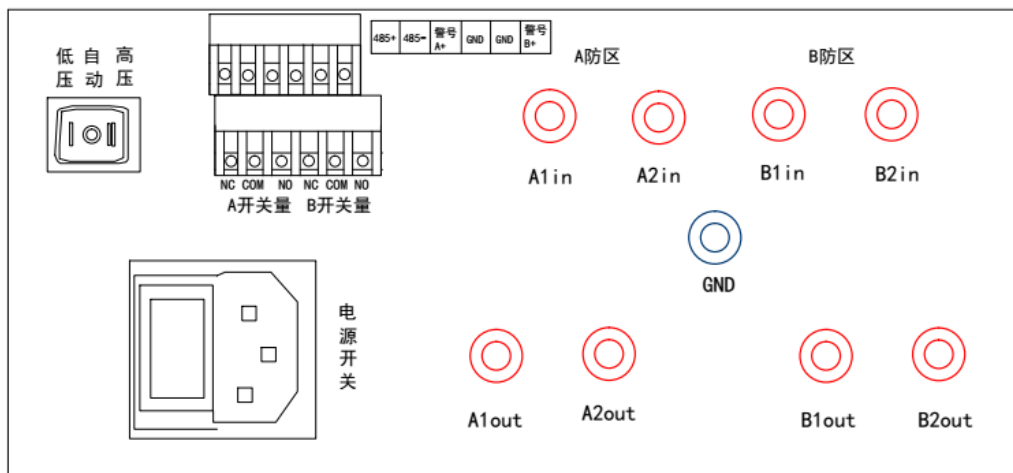 低 自 高
压 动 压
485+ 485- 警号A+ GND GND 警号B+
NC COM NO NC COM NO
A开关量 B开关量
A防区 B防区
A1in A2in B1in B2in
GND
电源开关
A1out A2out B1out B2out